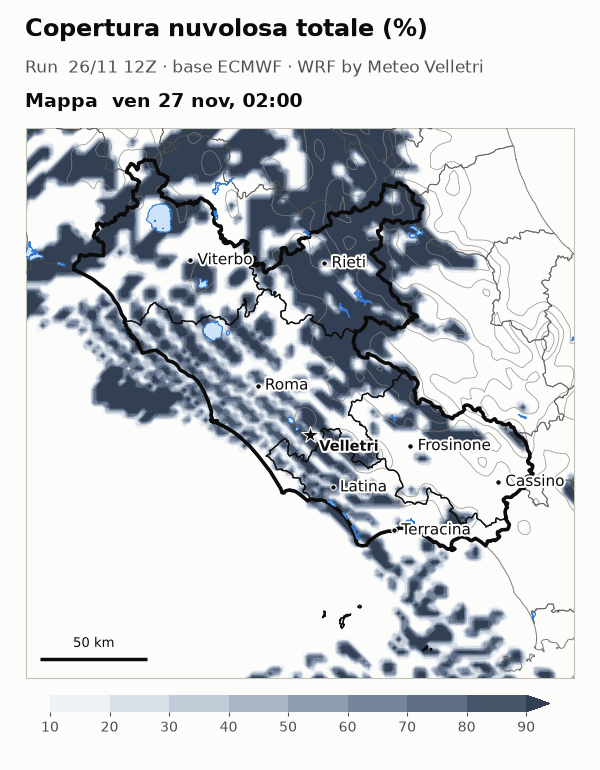 Copertura nuvolosa totale (%)
Run  26/11 12Z · base ECMWF · WRF by Meteo Velletri
Mappa  ven 27 nov, 02:00
Viterbo
Rieti
Roma
Velletri
Frosinone
Cassino
Latina
Terracina
50 km
10 20 30 40 50 60 70 80 90